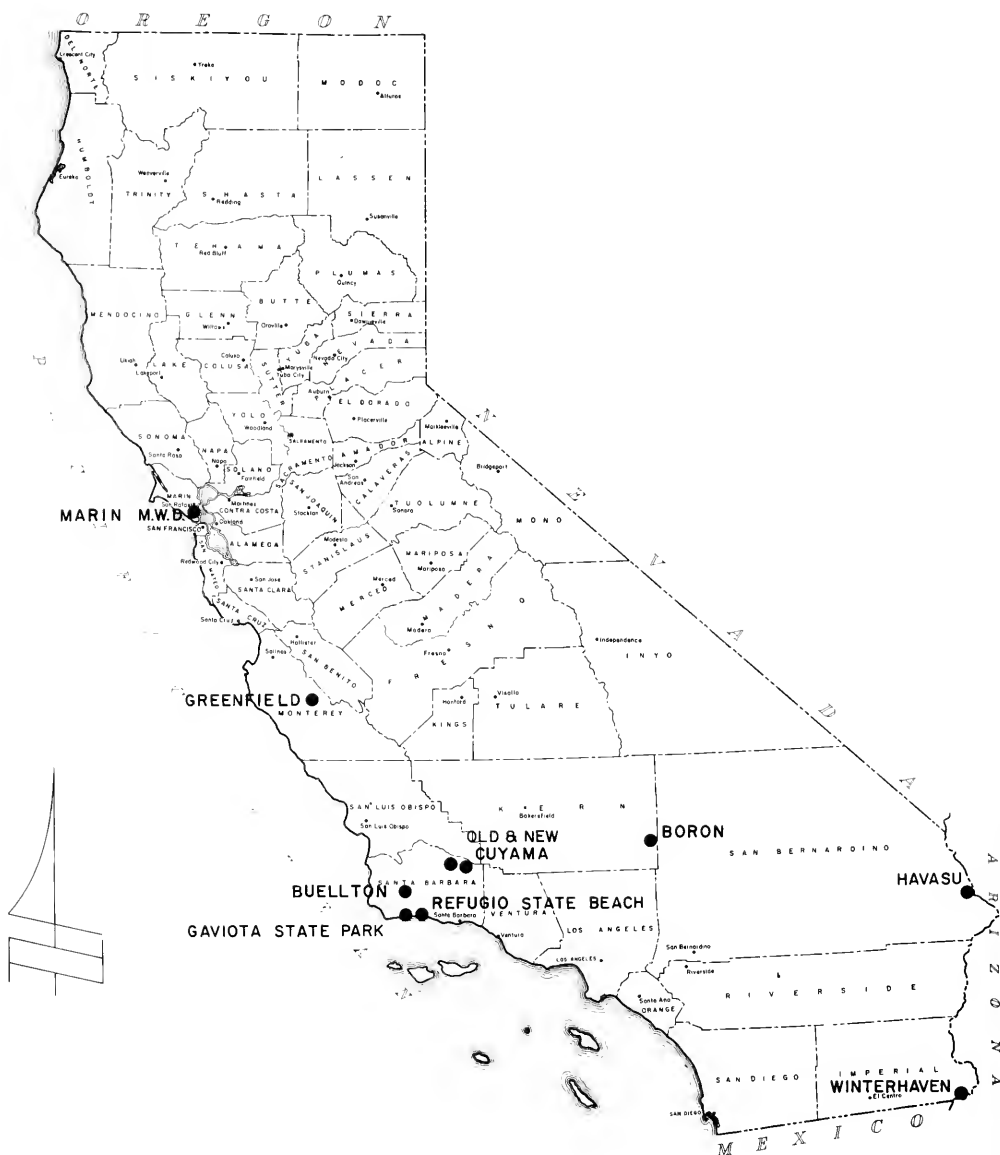 OREGON
DEL NORTE
Crescent City
Yreka
SISKIYOU
MODOC
Alturas
HUMBOLDT
Eureka
Weaverville
TRINITY
SHASTA
Redding
LASSEN
Susanville
TEHAMA
Red Bluff
PLUMAS
Quincy
MENDOCINO
GLENN
Willows
BUTTE
Oroville
SIERRA
Downieville
YUBA
NEVADA
Nevada City
Ukiah
LAKE
Lakeport
Colusa
COLUSA
SUTTER
Marysville
Yuba City
PLACER
Auburn
EL DORADO
Placerville
YOLO
Woodland
SACRAMENTO
SONOMA
Santa Rosa
NAPA
Napa
SOLANO
Fairfield
SACRAMENTO
AMADOR
Jackson
Markleeville
ALPINE
CALAVERAS
San Andreas
Bridgeport
NEVADA
MARIN
San Rafael
MARIN M.W.D.
Martinez
CONTRA COSTA
SAN FRANCISCO
Oakland
SAN JOAQUIN
Stockton
TUOLUMNE
Sonora
MONO
ALAMEDA
SAN MATEO
Redwood City
Modesto
STANISLAUS
MARIPOSA
Mariposa
San Jose
SANTA CLARA
Merced
MERCED
MADERA
Madera
SANTA CRUZ
Santa Cruz
Hollister
SAN BENITO
Salinas
FRESNO
Fresno
Independence
INYO
GREENFIELD
MONTEREY
Hanford
KINGS
Visalia
TULARE
SAN LUIS OBISPO
San Luis Obispo
KERN
Bakersfield
OLD & NEW
CUYAMA
BORON
SAN BERNARDINO
SANTA BARBARA
BUELLTON
HAVASU
ARIZONA
REFUGIO STATE BEACH
GAVIOTA STATE PARK
Santa Barbara
VENTURA
Ventura
LOS ANGELES
LOS ANGELES
San Bernardino
Riverside
RIVERSIDE
Santa Ana
ORANGE
SAN DIEGO
SAN DIEGO
IMPERIAL
WINTERHAVEN
El Centro
MEXICO